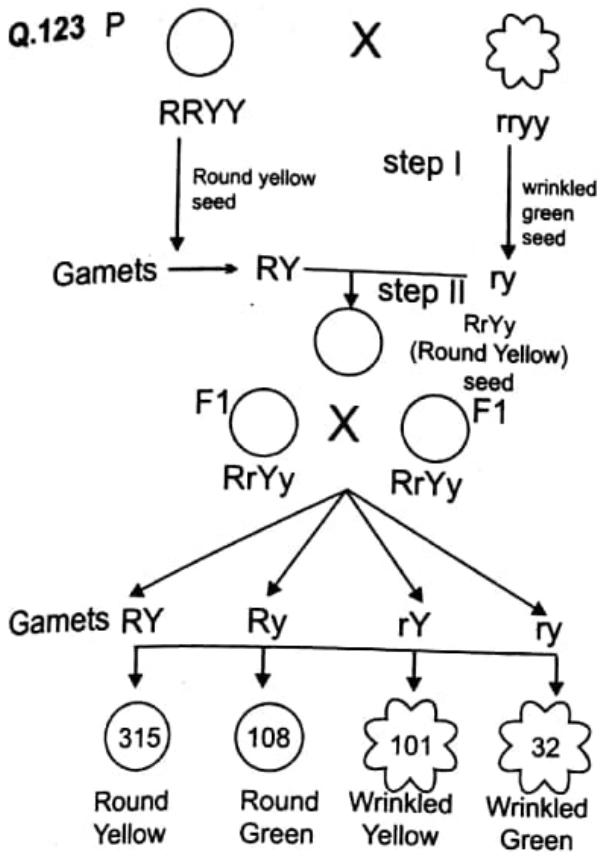 Q.123 P X
RRYY rryy
step I
Round yellow
seed
wrinkled
green
seed
Gamets RY ry
step II
RrYy
(Round Yellow)
seed
F1 X F1
RrYy RrYy
Gamets RY Ry rY ry
315 108 101 32
Round Round Wrinkled Wrinkled
Yellow Green Yellow Green